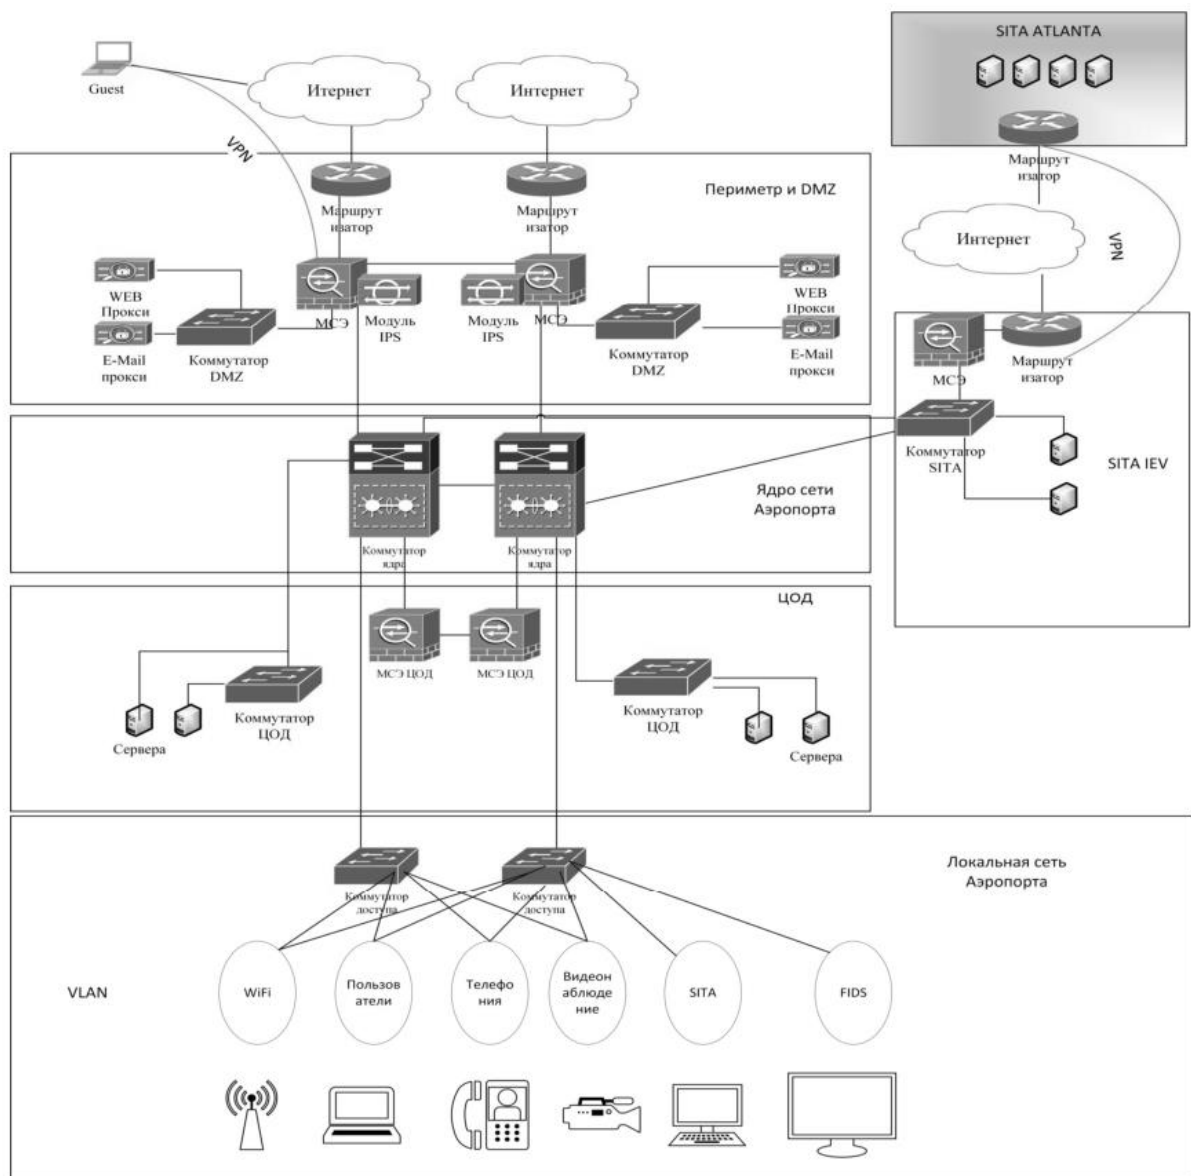 SITA ATLANTA
Guest
Итернет
Интернет
VPN
Маршрут
изатор
Периметр и DMZ
Маршрут
изатор
Маршрут
изатор
Интернет
VPN
WEB
Прокси
E-Mail
прокси
Коммутатор
DMZ
МСЭ
Модуль
IPS
Модуль
IPS
МСЭ
Коммутатор
DMZ
WEB
Прокси
E-Mail
прокси
МСЭ
Маршрут
изатор
Коммутатор
SITA
SITA IEV
Ядро сети
Аэропорта
Коммутатор
ядра
Коммутатор
ядра
ЦОД
МСЭ ЦОД
МСЭ ЦОД
Коммутатор
ЦОД
Сервера
Коммутатор
ЦОД
Сервера
Локальная сеть
Аэропорта
Коммутатор
доступа
Коммутатор
доступа
VLAN
WiFi
Пользов
атели
Телефо
ния
Видеон
аблюде
ние
SITA
FIDS